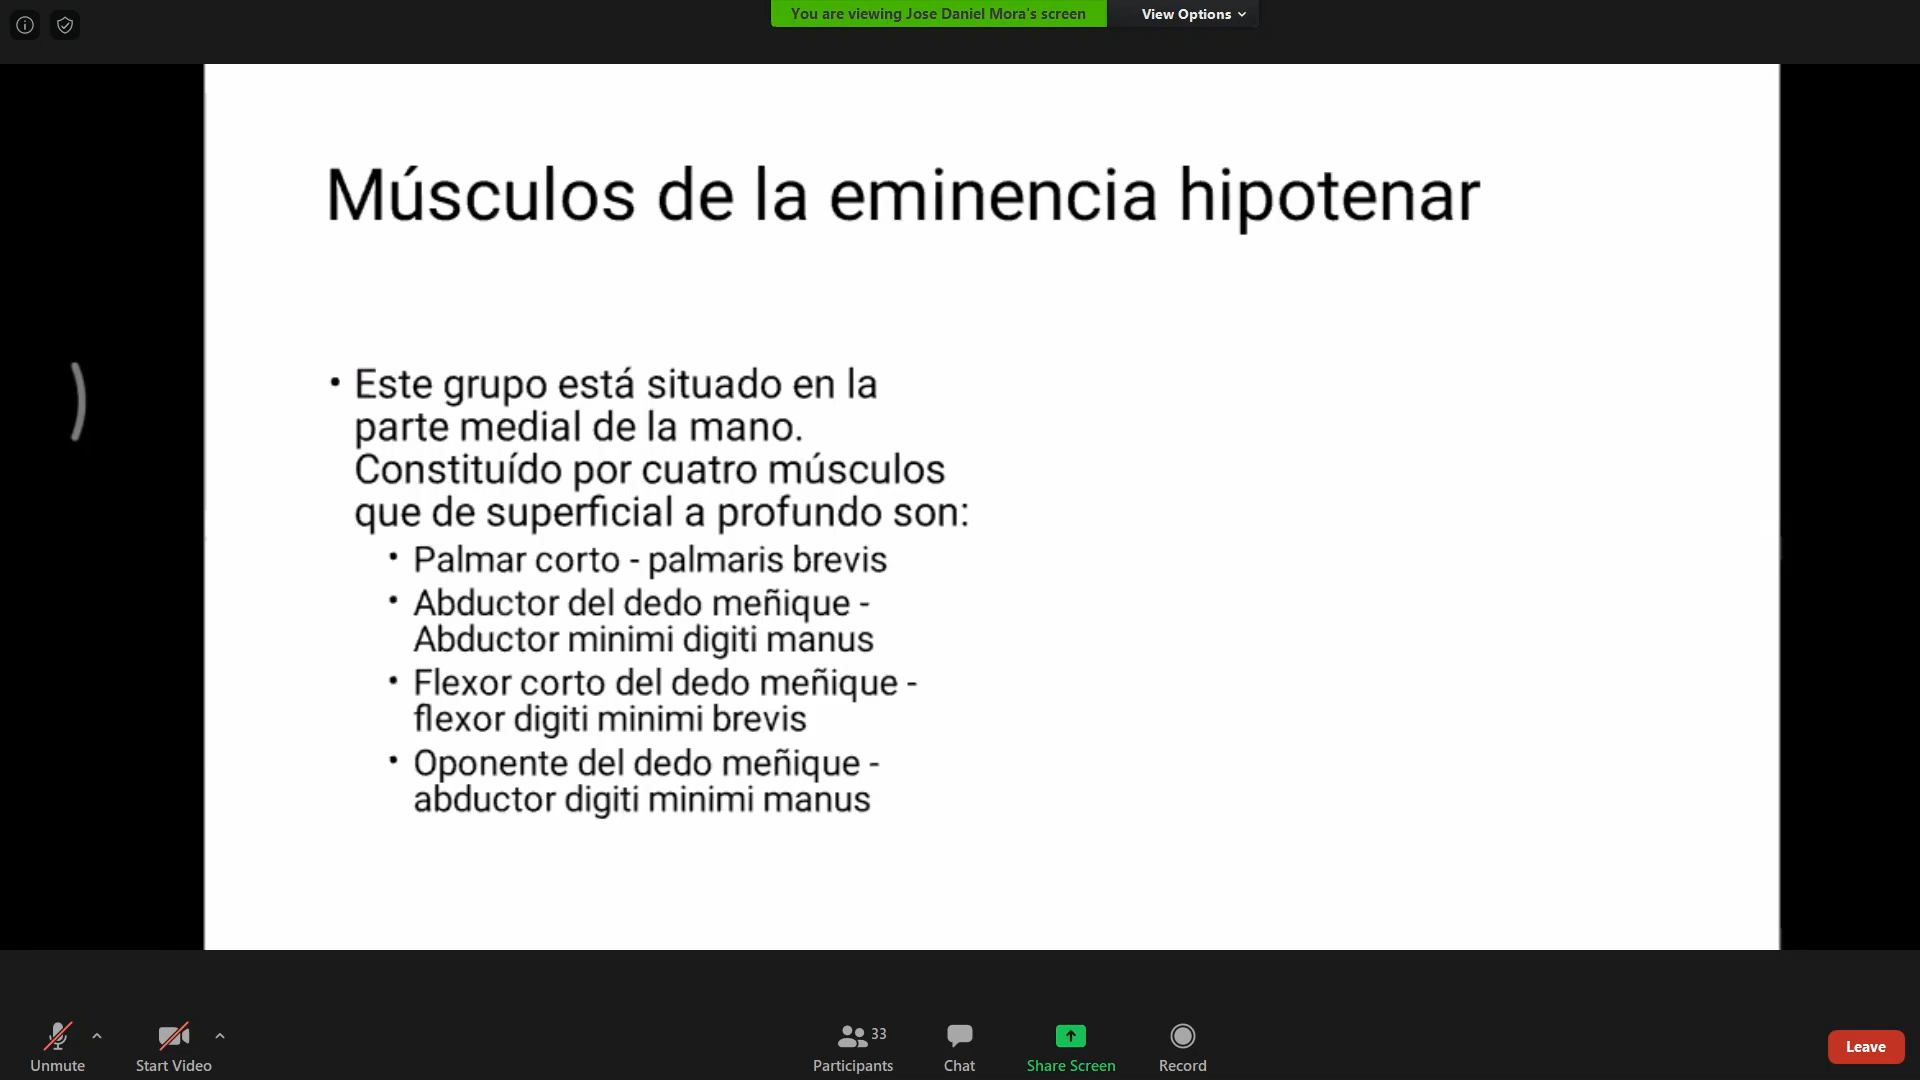 You are viewing Jose Daniel Mora's screen View Options
Músculos de la eminencia hipotenar
• Este grupo está situado en la
parte medial de la mano.
Constituído por cuatro músculos
que de superficial a profundo son:
• Palmar corto - palmaris brevis
• Abductor del dedo meñique -
Abductor minimi digiti manus
• Flexor corto del dedo meñique -
flexor digiti minimi brevis
• Oponente del dedo meñique -
abductor digiti minimi manus
33
Unmute Start Video Participants Chat Share Screen Record Leave